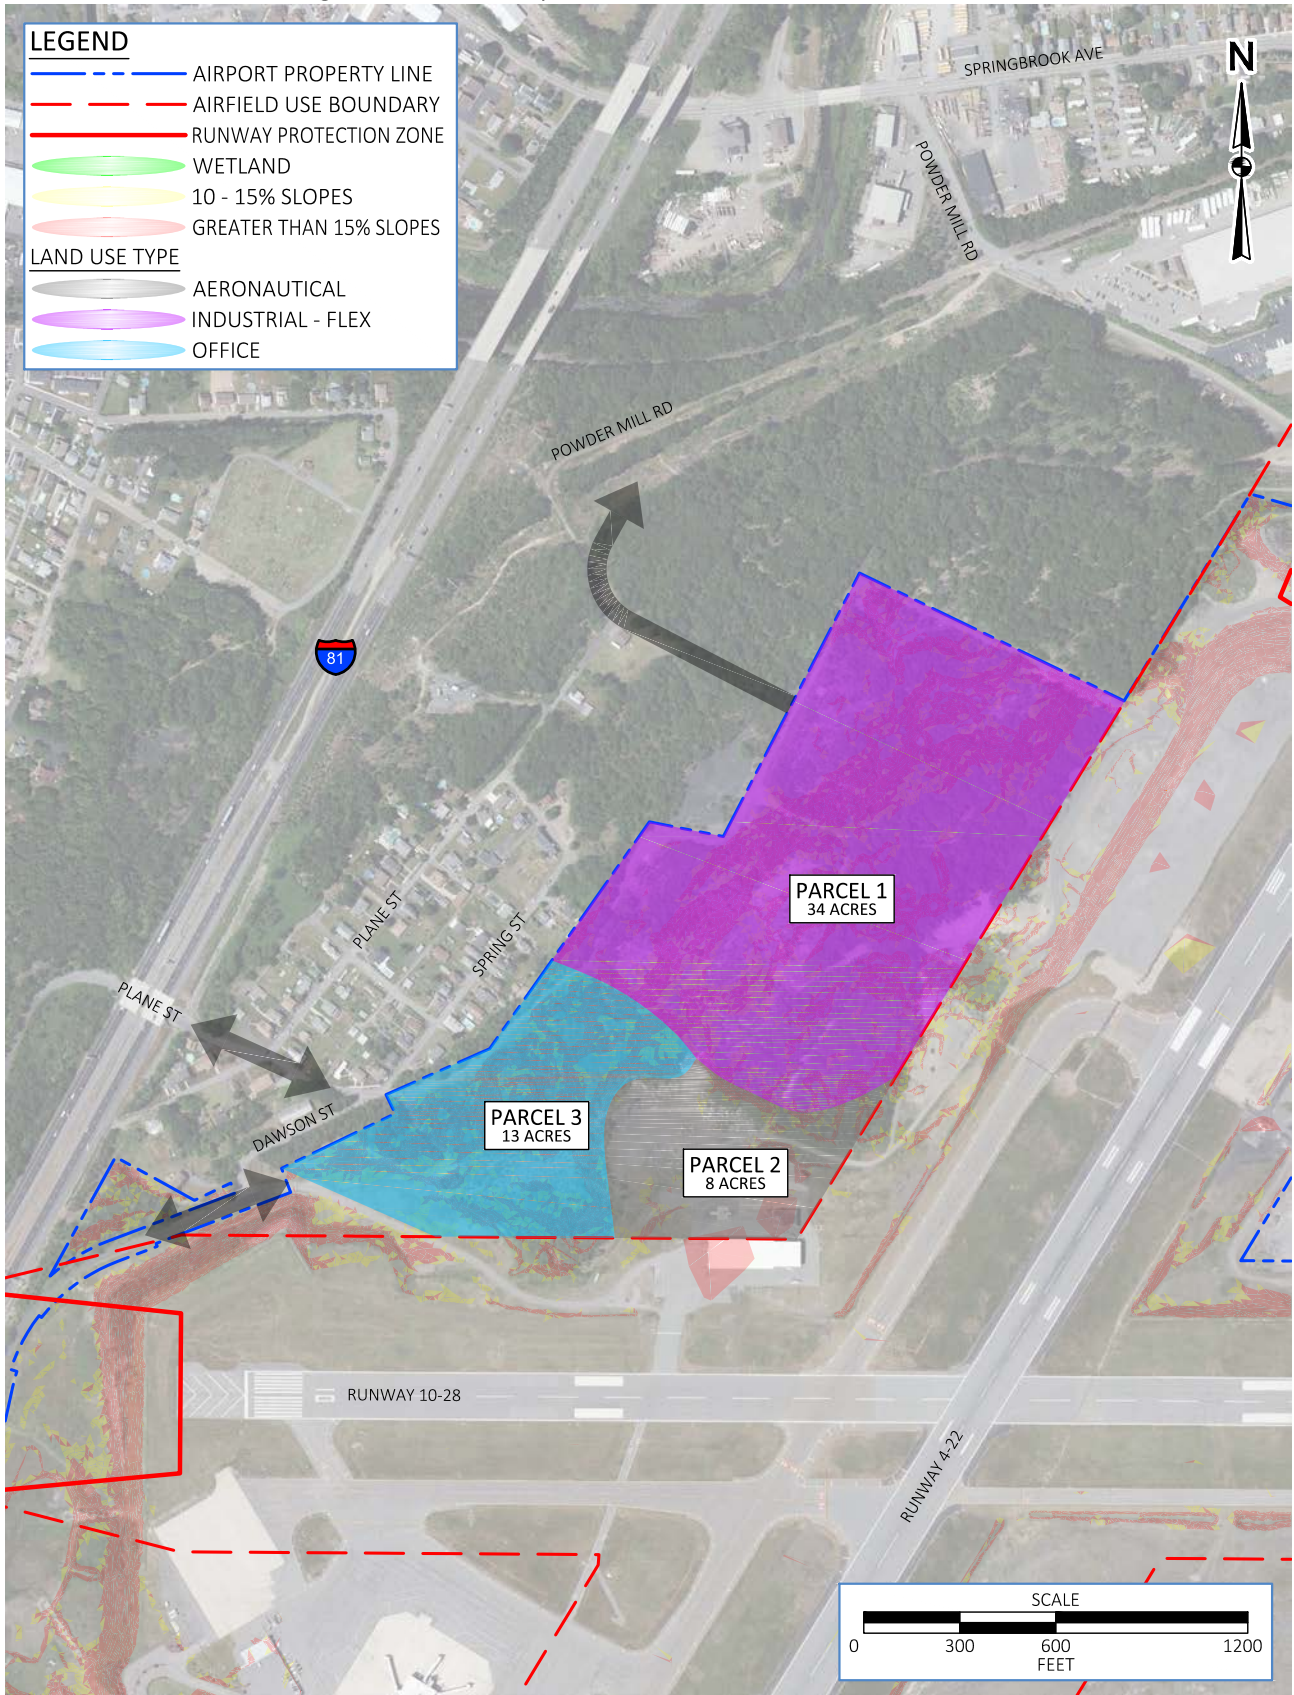 LEGEND
AIRPORT PROPERTY LINE
AIRFIELD USE BOUNDARY
RUNWAY PROTECTION ZONE
WETLAND
10 - 15% SLOPES
GREATER THAN 15% SLOPES
LAND USE TYPE
AERONAUTICAL
INDUSTRIAL - FLEX
OFFICE
N
SPRINGBROOK AVE
POWDER MILL RD
POWDER MILL RD
81
PARCEL 1
34 ACRES
PLANE ST
SPRING ST
PLANE ST
DAWSON ST
PARCEL 3
13 ACRES
PARCEL 2
8 ACRES
RUNWAY 10-28
RUNWAY 4-22
SCALE
0 300 600 1200
FEET